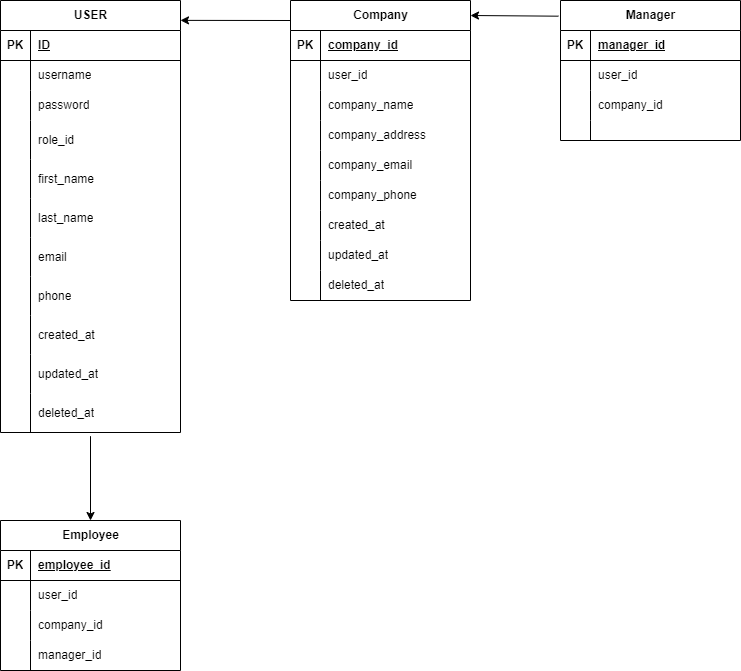 USER
PK ID
username
password
role_id
first_name
last_name
email
phone
created_at
updated_at
deleted_at
Company
PK company_id
user_id
company_name
company_address
company_email
company_phone
created_at
updated_at
deleted_at
Manager
PK manager_id
user_id
company_id
Employee
PK employee_id
user_id
company_id
manager_id